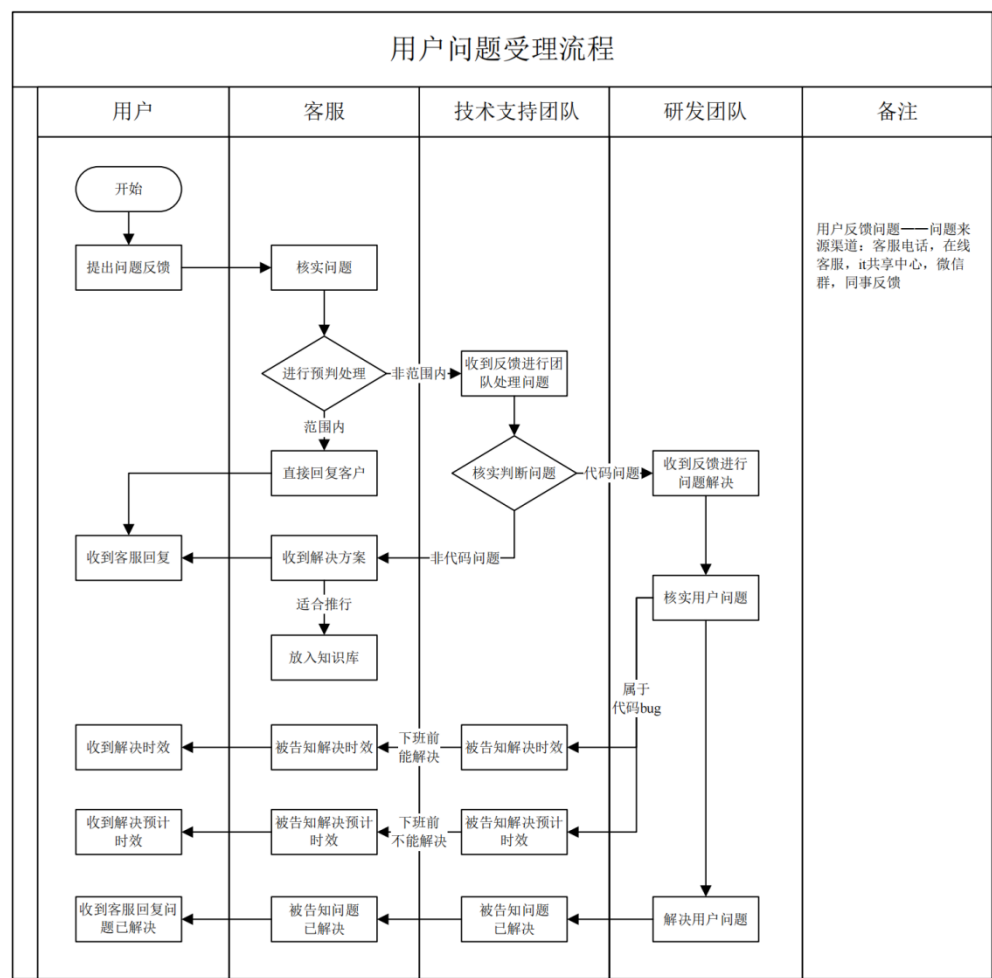 用户问题受理流程
用户
客服
技术支持团队
研发团队
备注
开始
用户反馈问题——问题来
源渠道：客服电话，在线
客服，it共享中心，微信
群，同事反馈
提出问题反馈
核实问题
进行预判处理
非范围内
收到反馈进行团
队处理问题
范围内
直接回复客户
核实判断问题
代码问题
收到反馈进行
问题解决
收到客服回复
收到解决方案
非代码问题
核实用户问题
适合推行
放入知识库
属于
代码bug
收到解决时效
被告知解决时效
下班前
能解决
被告知解决时效
收到解决预计
时效
被告知解决预计
时效
下班前
不能解决
被告知解决预计
时效
收到客服回复问
题已解决
被告知问题
已解决
被告知问题
已解决
解决用户问题